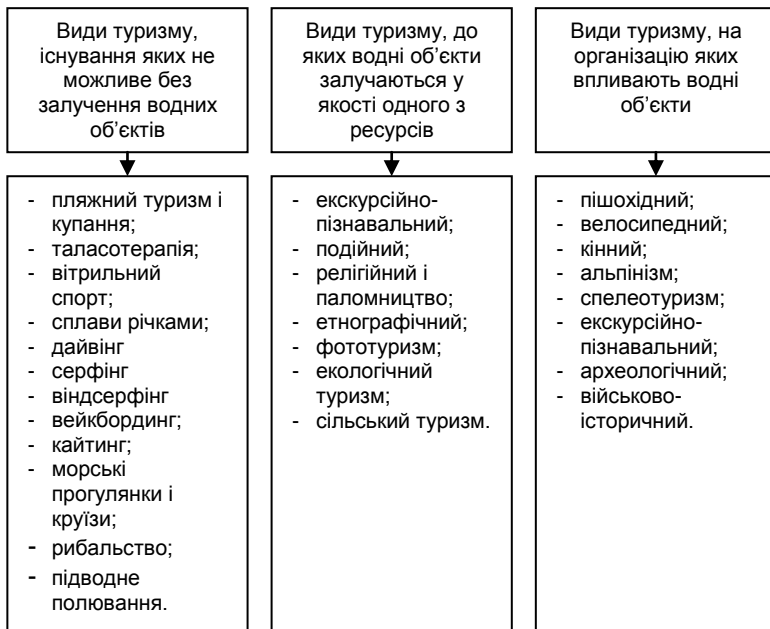 Види туризму,
існування яких не
можливе без
залучення водних
об’єктів
Види туризму, до
яких водні об’єкти
залучаються у
якості одного з
ресурсів
Види туризму, на
організацію яких
впливають водні
об’єкти
- пляжний туризм і
купання;
- таласотерапія;
- вітрильний
спорт;
- сплави річками;
- дайвінг
- серфінг
- віндсерфінг
- вейкбординг;
- кайтинг;
- морські
прогулянки і
круїзи;
- рибальство;
- підводне
полювання.
- екскурсійно-
пізнавальний;
- подійний;
- релігійний і
паломництво;
- етнографічний;
- фототуризм;
- екологічний
туризм;
- сільський туризм.
- пішохідний;
- велосипедний;
- кінний;
- альпінізм;
- спелеотуризм;
- екскурсійно-
пізнавальний;
- археологічний;
- військово-
історичний.